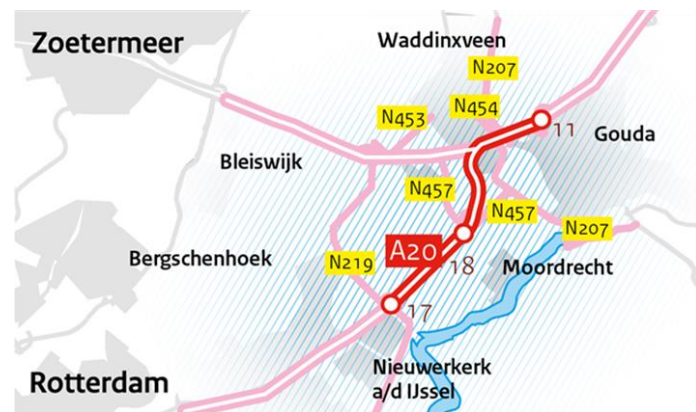 Zoetermeer
Waddinxveen
N207
N453
N454
11
Gouda
Bleiswijk
N457
N457
N207
Bergschenhoek
N219
A20
18
Moordrecht
17
Nieuwerkerk
a/d IJssel
Rotterdam